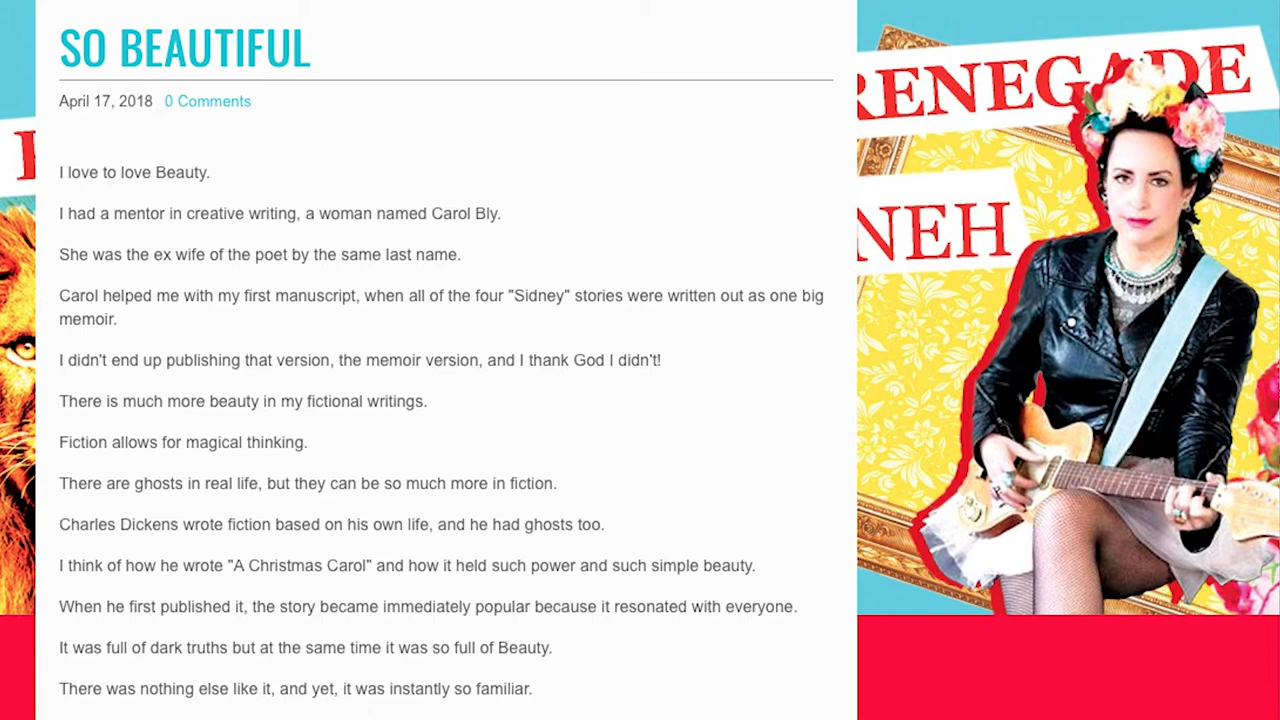 SO BEAUTIFUL
April 17, 2018 0 Comments
I love to love Beauty.
I had a mentor in creative writing, a woman named Carol Bly.
She was the ex wife of the poet by the same last name.
Carol helped me with my first manuscript, when all of the four "Sidney" stories were written out as one big
memoir.
I didn't end up publishing that version, the memoir version, and I thank God I didn't!
There is much more beauty in my fictional writings.
Fiction allows for magical thinking.
There are ghosts in real life, but they can be so much more in fiction.
Charles Dickens wrote fiction based on his own life, and he had ghosts too.
I think of how he wrote "A Christmas Carol" and how it held such power and such simple beauty.
When he first published it, the story became immediately popular because it resonated with everyone.
It was full of dark truths but at the same time it was so full of Beauty.
There was nothing else like it, and yet, it was instantly so familiar.
RENEGADE
NEH